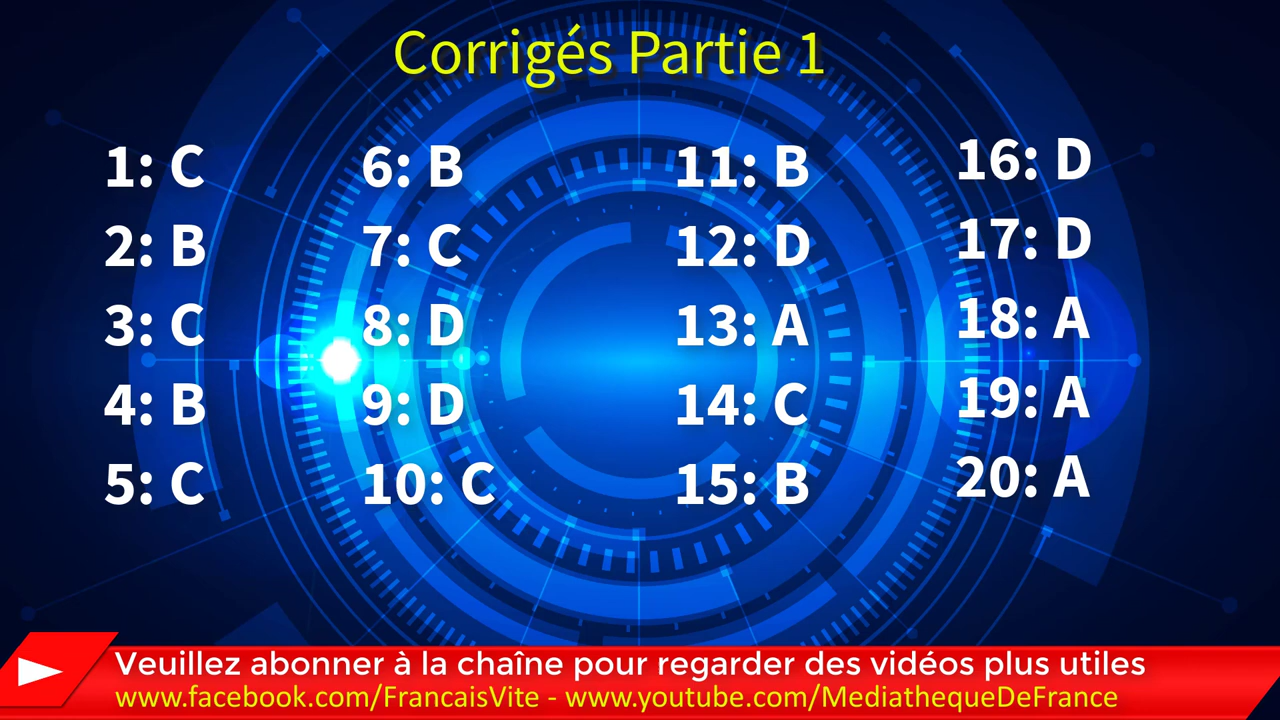 Corrigés Partie 1
1: C
2: B
3: C
4: B
5: C
6: B
7: C
8: D
9: D
10: C
11: B
12: D
13: A
14: C
15: B
16: D
17: D
18: A
19: A
20: A
Veuillez abonner à la chaîne pour regarder des vidéos plus utiles
www.facebook.com/FrancaisVite - www.youtube.com/MediathequeDeFrance